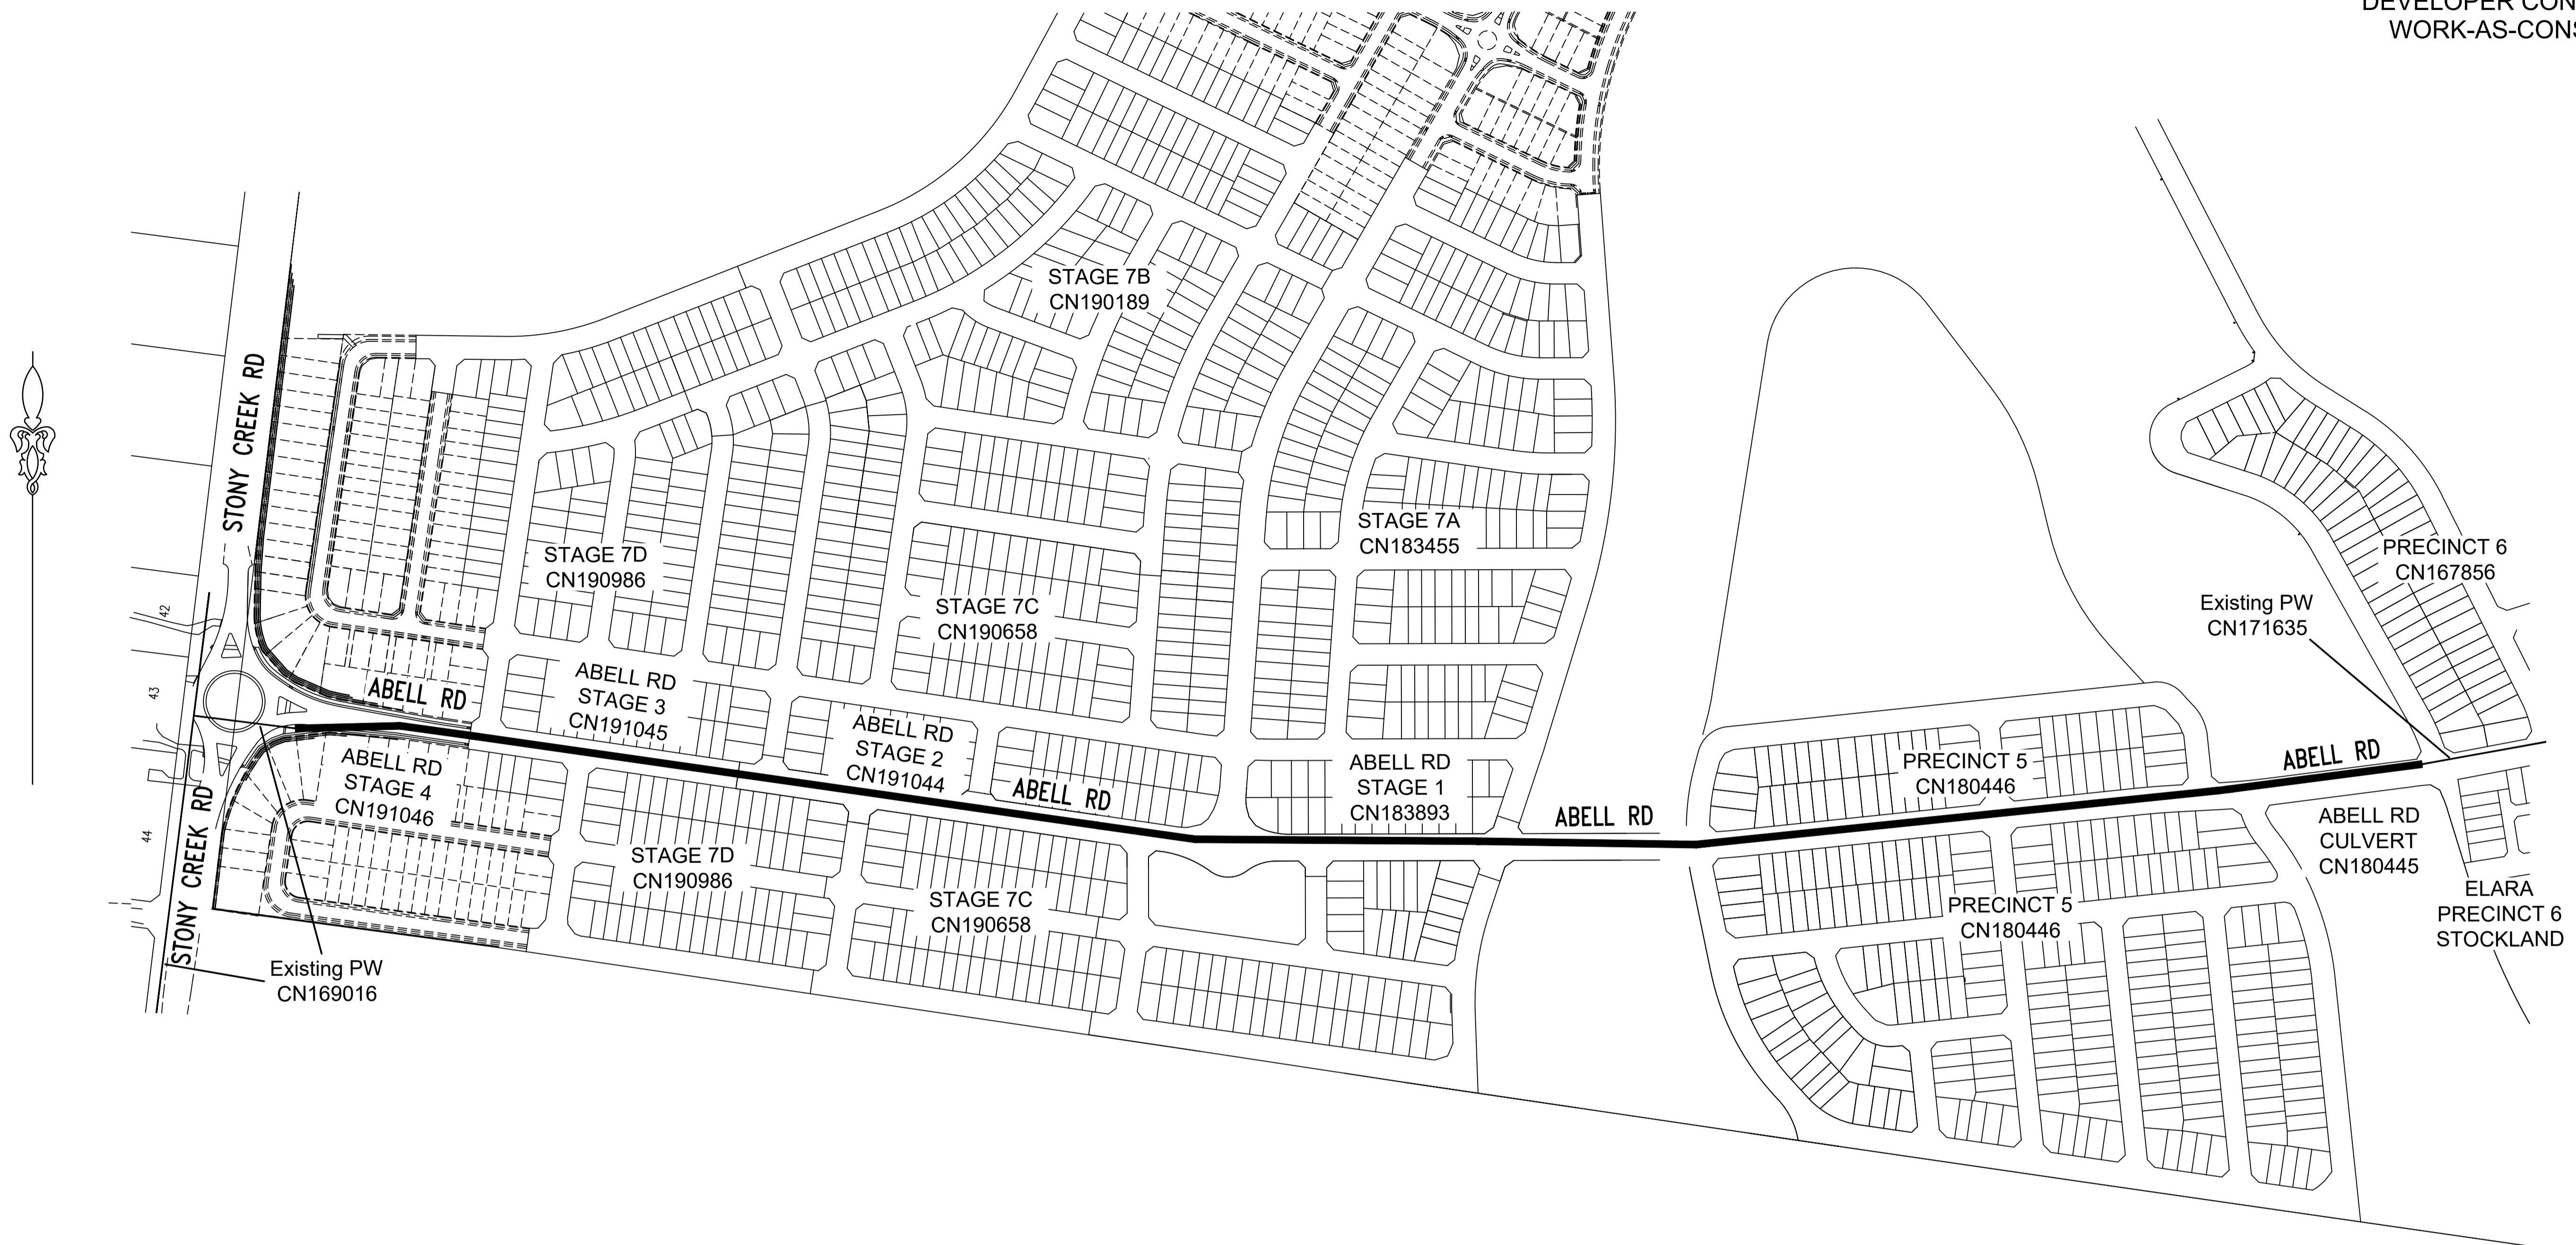 DEVELOPER CON
WORK-AS-CONS
STAGE 7B
CN190189
STONY CREEK RD
STAGE 7A
CN183455
STAGE 7D
CN190986
PRECINCT 6
CN167856
STAGE 7C
CN190658
Existing PW
CN171635
42
43
44
ABELL RD
ABELL RD
STAGE 3
CN191045
ABELL RD
STAGE 2
CN191044
ABELL RD
STAGE 4
CN191046
ABELL RD
ABELL RD
STAGE 1
CN183893
ABELL RD
PRECINCT 5
CN180446
ABELL RD
ABELL RD
CULVERT
CN180445
STONY CREEK RD
STAGE 7D
CN190986
STAGE 7C
CN190658
PRECINCT 5
CN180446
ELARA
PRECINCT 6
STOCKLAND
Existing PW
CN169016